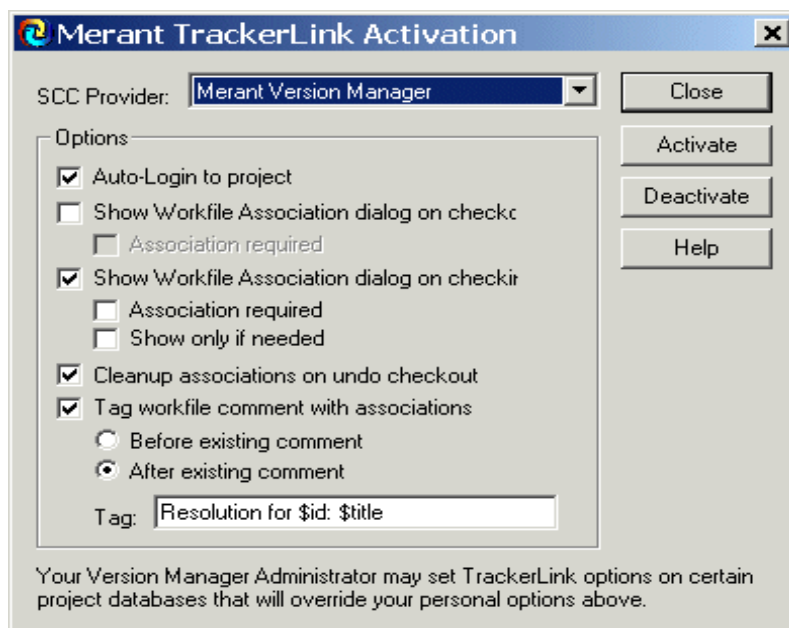 Merant TrackerLink Activation
SCC Provider: Merant Version Manager
Close
Options
Activate
Auto-Login to project
Deactivate
Show Workfile Association dialog on checkc
Association required
Help
Show Workfile Association dialog on checkin
Association required
Show only if needed
Cleanup associations on undo checkout
Tag workfile comment with associations
Before existing comment
After existing comment
Tag: Resolution for $id: $title
Your Version Manager Administrator may set TrackerLink options on certain
project databases that will override your personal options above.